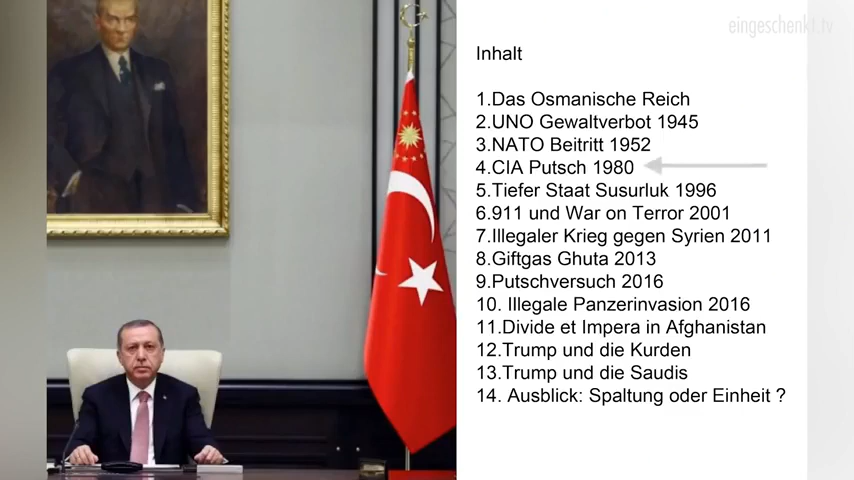 eingeschenkt tv
Inhalt
1.Das Osmanische Reich
2.UNO Gewaltverbot 1945
3.NATO Beitritt 1952
4.CIA Putsch 1980
5.Tiefer Staat Susurluk 1996
6.911 und War on Terror 2001
7.Illegaler Krieg gegen Syrien 2011
8.Giftgas Ghuta 2013
9.Putschversuch 2016
10. Illegale Panzerinvasion 2016
11.Divide et Impera in Afghanistan
12.Trump und die Kurden
13.Trump und die Saudis
14. Ausblick: Spaltung oder Einheit ?